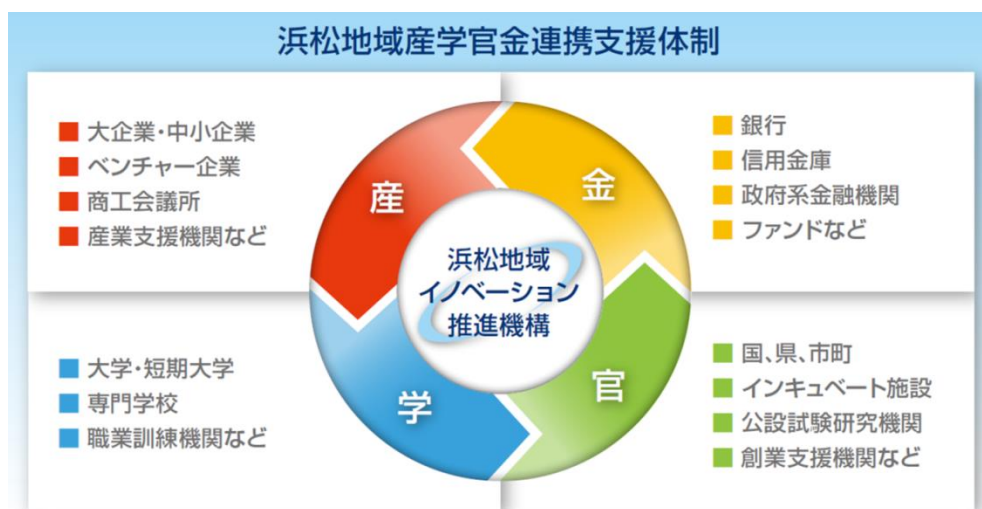 浜松地域産学官金連携支援体制
大企業・中小企業
ベンチャー企業
商工会議所
産業支援機関など
産
金
銀行
信用金庫
政府系金融機関
ファンドなど
浜松地域
イノベーション
推進機構
大学・短期大学
専門学校
職業訓練機関など
学
官
国、県、市町
インキュベート施設
公設試験研究機関
創業支援機関など